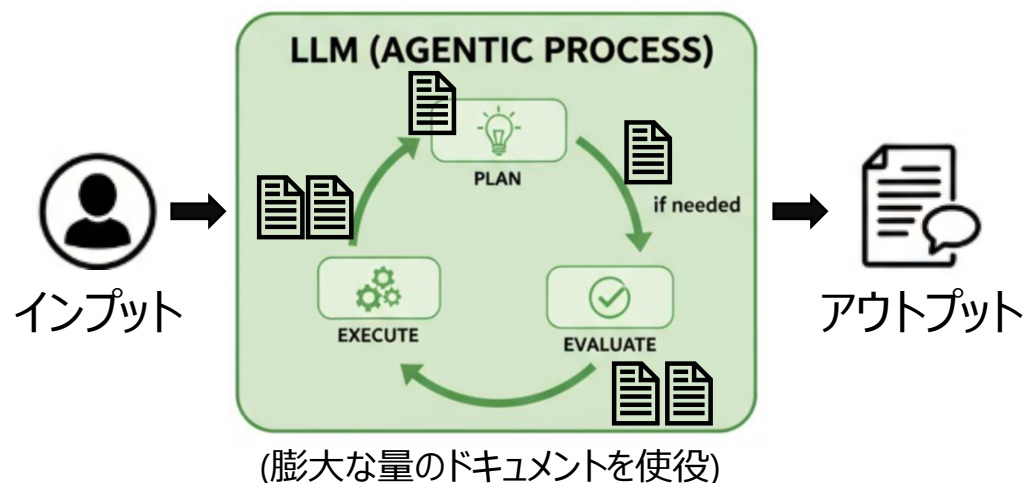 LLM (AGENTIC PROCESS)
PLAN
if needed
インプット
アウトプット
EXECUTE
EVALUATE
(膨大な量のドキュメントを使役)